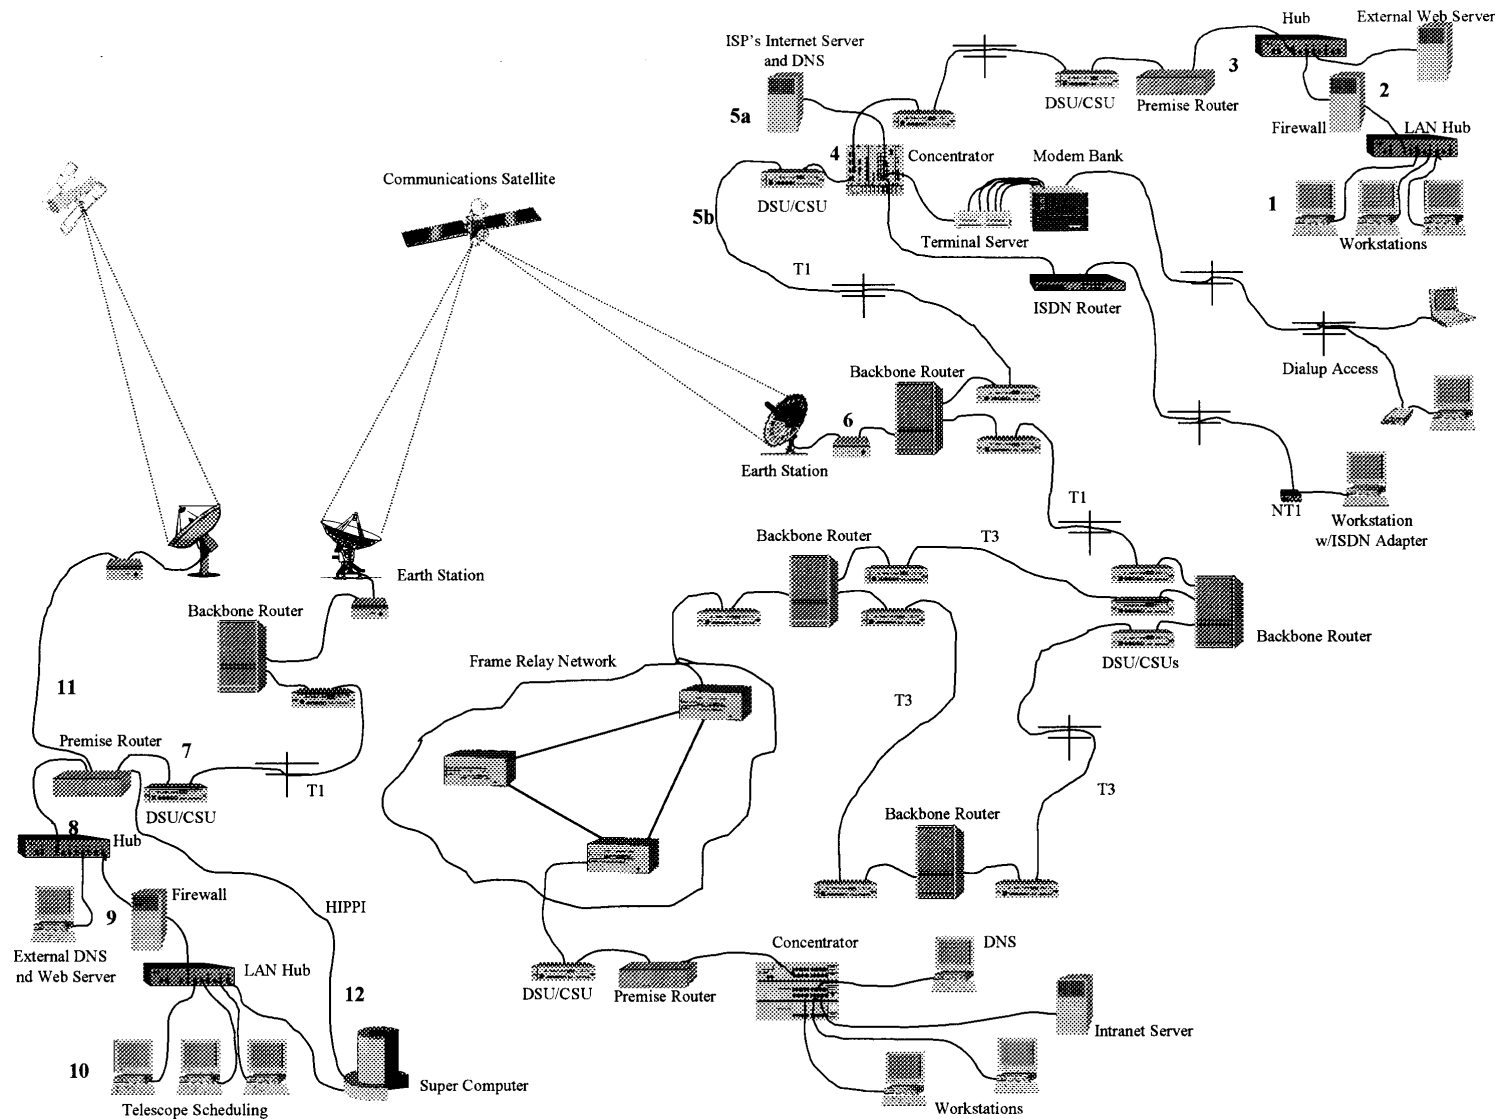 Hub
External Web Server
ISP's Internet Server
and DNS
3
2
DSU/CSU
Premise Router
5a
Firewall
LAN Hub
4
Concentrator
Modem Bank
Communications Satellite
DSU/CSU
5b
1
Terminal Server
Workstations
T1
ISDN Router
Backbone Router
Dialup Access
6
Earth Station
T1
NT1
Workstation
w/ISDN Adapter
Backbone Router
T3
Earth Station
Backbone Router
Backbone Router
DSU/CSUs
Frame Relay Network
11
T3
Premise Router
7
T1
T3
DSU/CSU
Backbone Router
8
Hub
Firewall
9
HIPPI
External DNS
nd Web Server
LAN Hub
Concentrator
DNS
12
DSU/CSU
Premise Router
Intranet Server
10
Super Computer
Telescope Scheduling
Workstations